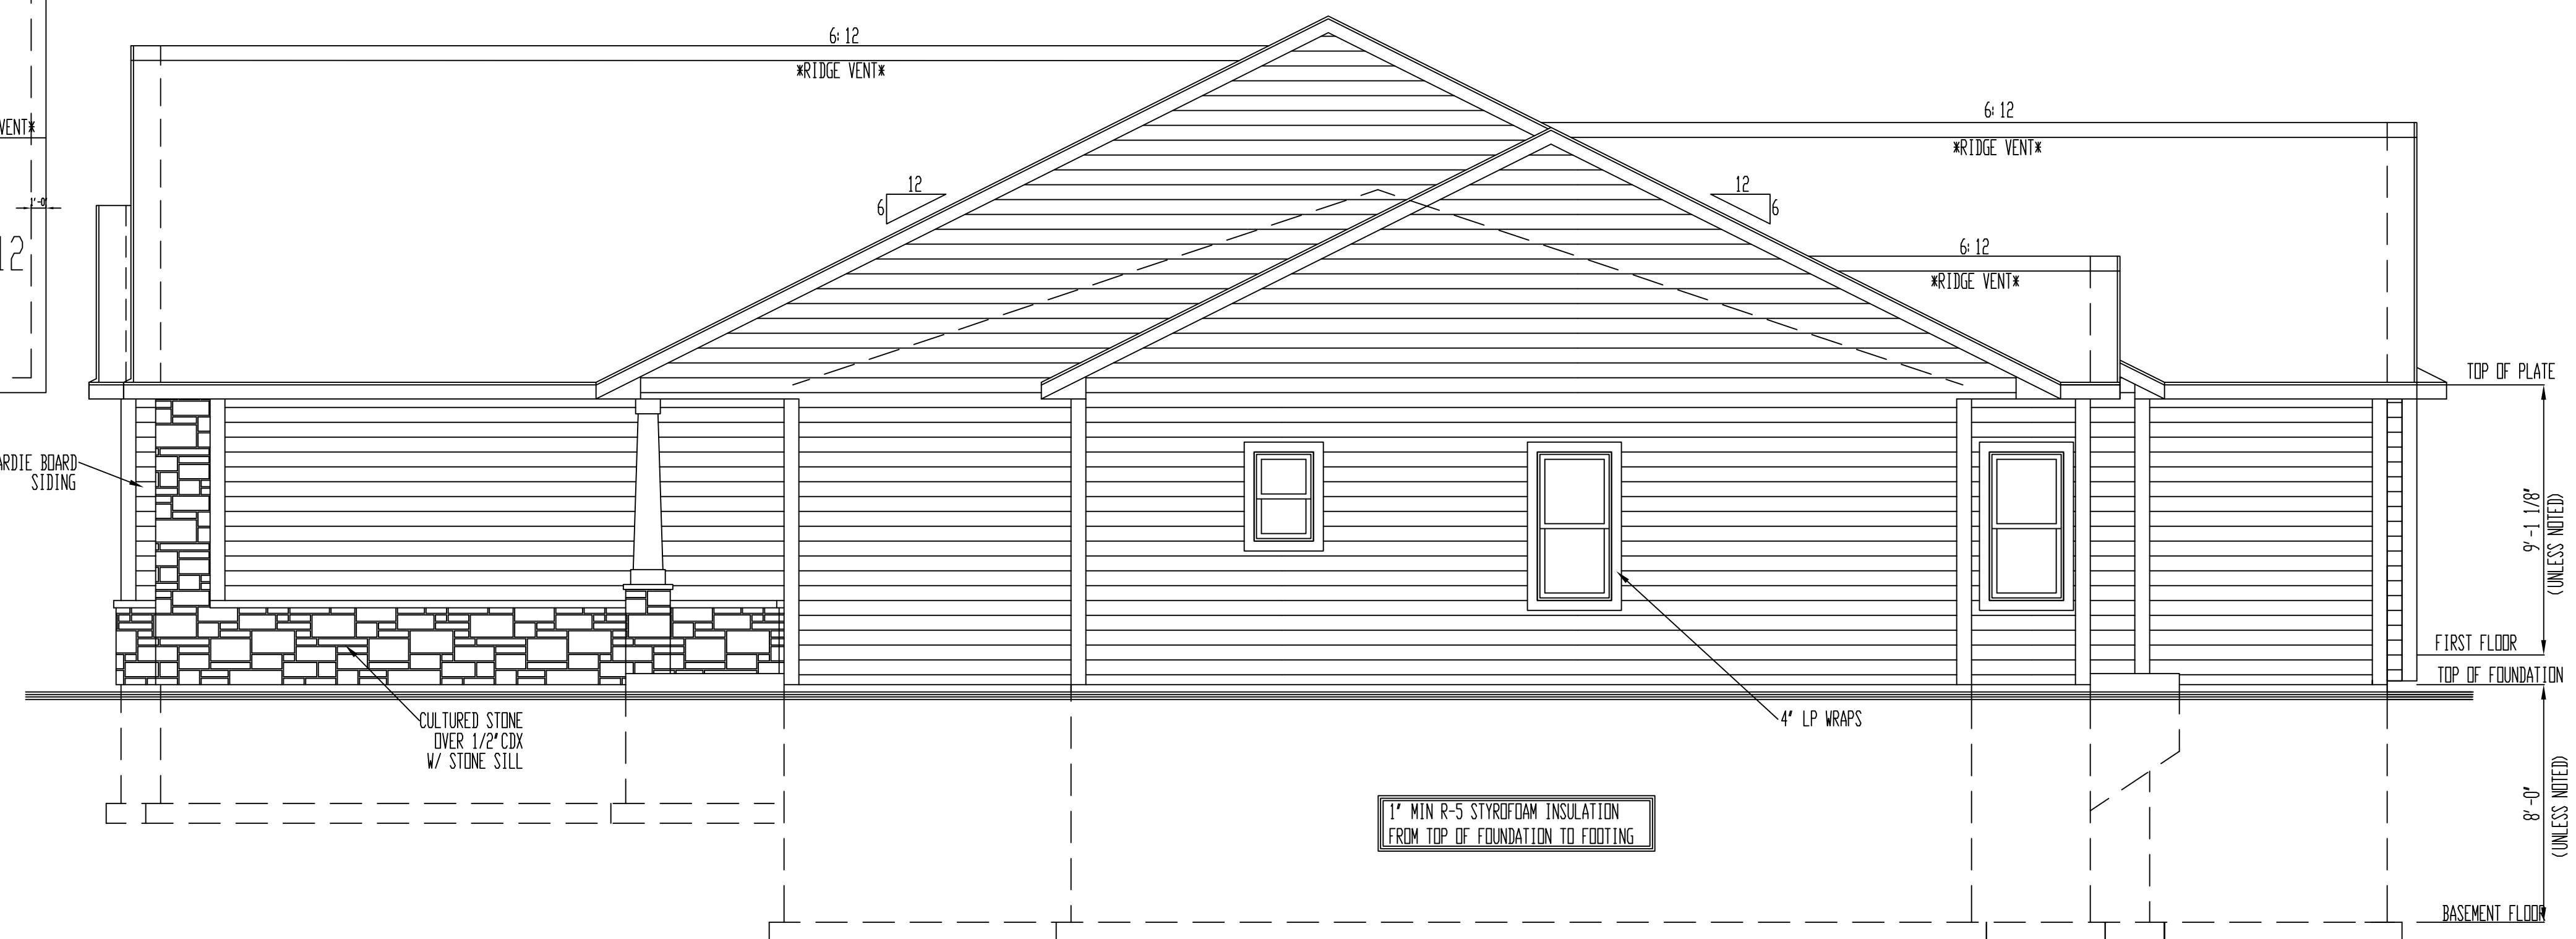 6:12
*RIDGE VENT*
6:12
*RIDGE VENT*
VENT*
12
6
12
6
1'-0"
12
6:12
*RIDGE VENT*
TOP OF PLATE
ARDIE BOARD
SIDING
9'-1 1/8"
(UNLESS NOTED)
FIRST FLOOR
TOP OF FOUNDATION
CULTURED STONE
OVER 1/2"CDX
W/ STONE SILL
4" LP WRAPS
8'-0"
(UNLESS NOTED)
1" MIN R-5 STYROFOAM INSULATION
FROM TOP OF FOUNDATION TO FOOTING
BASEMENT FLOOR